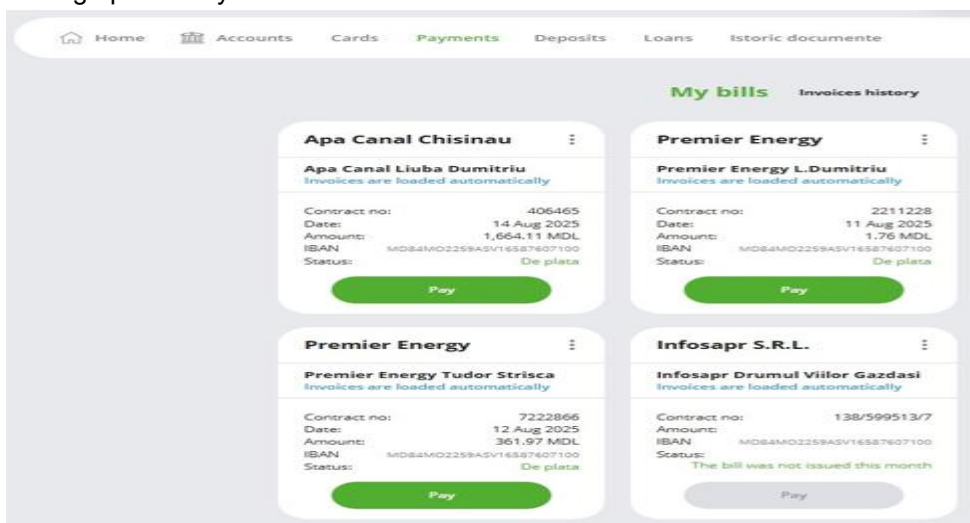 Home Accounts Cards Payments Deposits Loans Istoric documente
My bills Invoices history
Apa Canal Chisinau
Apa Canal Liuba Dumitriu
Invoices are loaded automatically
Contract no: 406465
Date: 14 Aug 2025
Amount: 1,664.11 MDL
IBAN MD84MO2259ASV16587607100
Status: De plata
Pay
Premier Energy
Premier Energy L.Dumitriu
Invoices are loaded automatically
Contract no: 2211228
Date: 11 Aug 2025
Amount: 1.76 MDL
IBAN MD84MO2259ASV16587607100
Status: De plata
Pay
Premier Energy
Premier Energy Tudor Strisca
Invoices are loaded automatically
Contract no: 7222866
Date: 12 Aug 2025
Amount: 361.97 MDL
IBAN MD84MO2259ASV16587607100
Status: De plata
Pay
Infosapr S.R.L.
Infosapr Drumul Viilor Gazdasi
Invoices are loaded automatically
Contract no: 138/599513/7
Amount:
IBAN MD84MO2259ASV16587607100
Status:
The bill was not issued this month
Pay